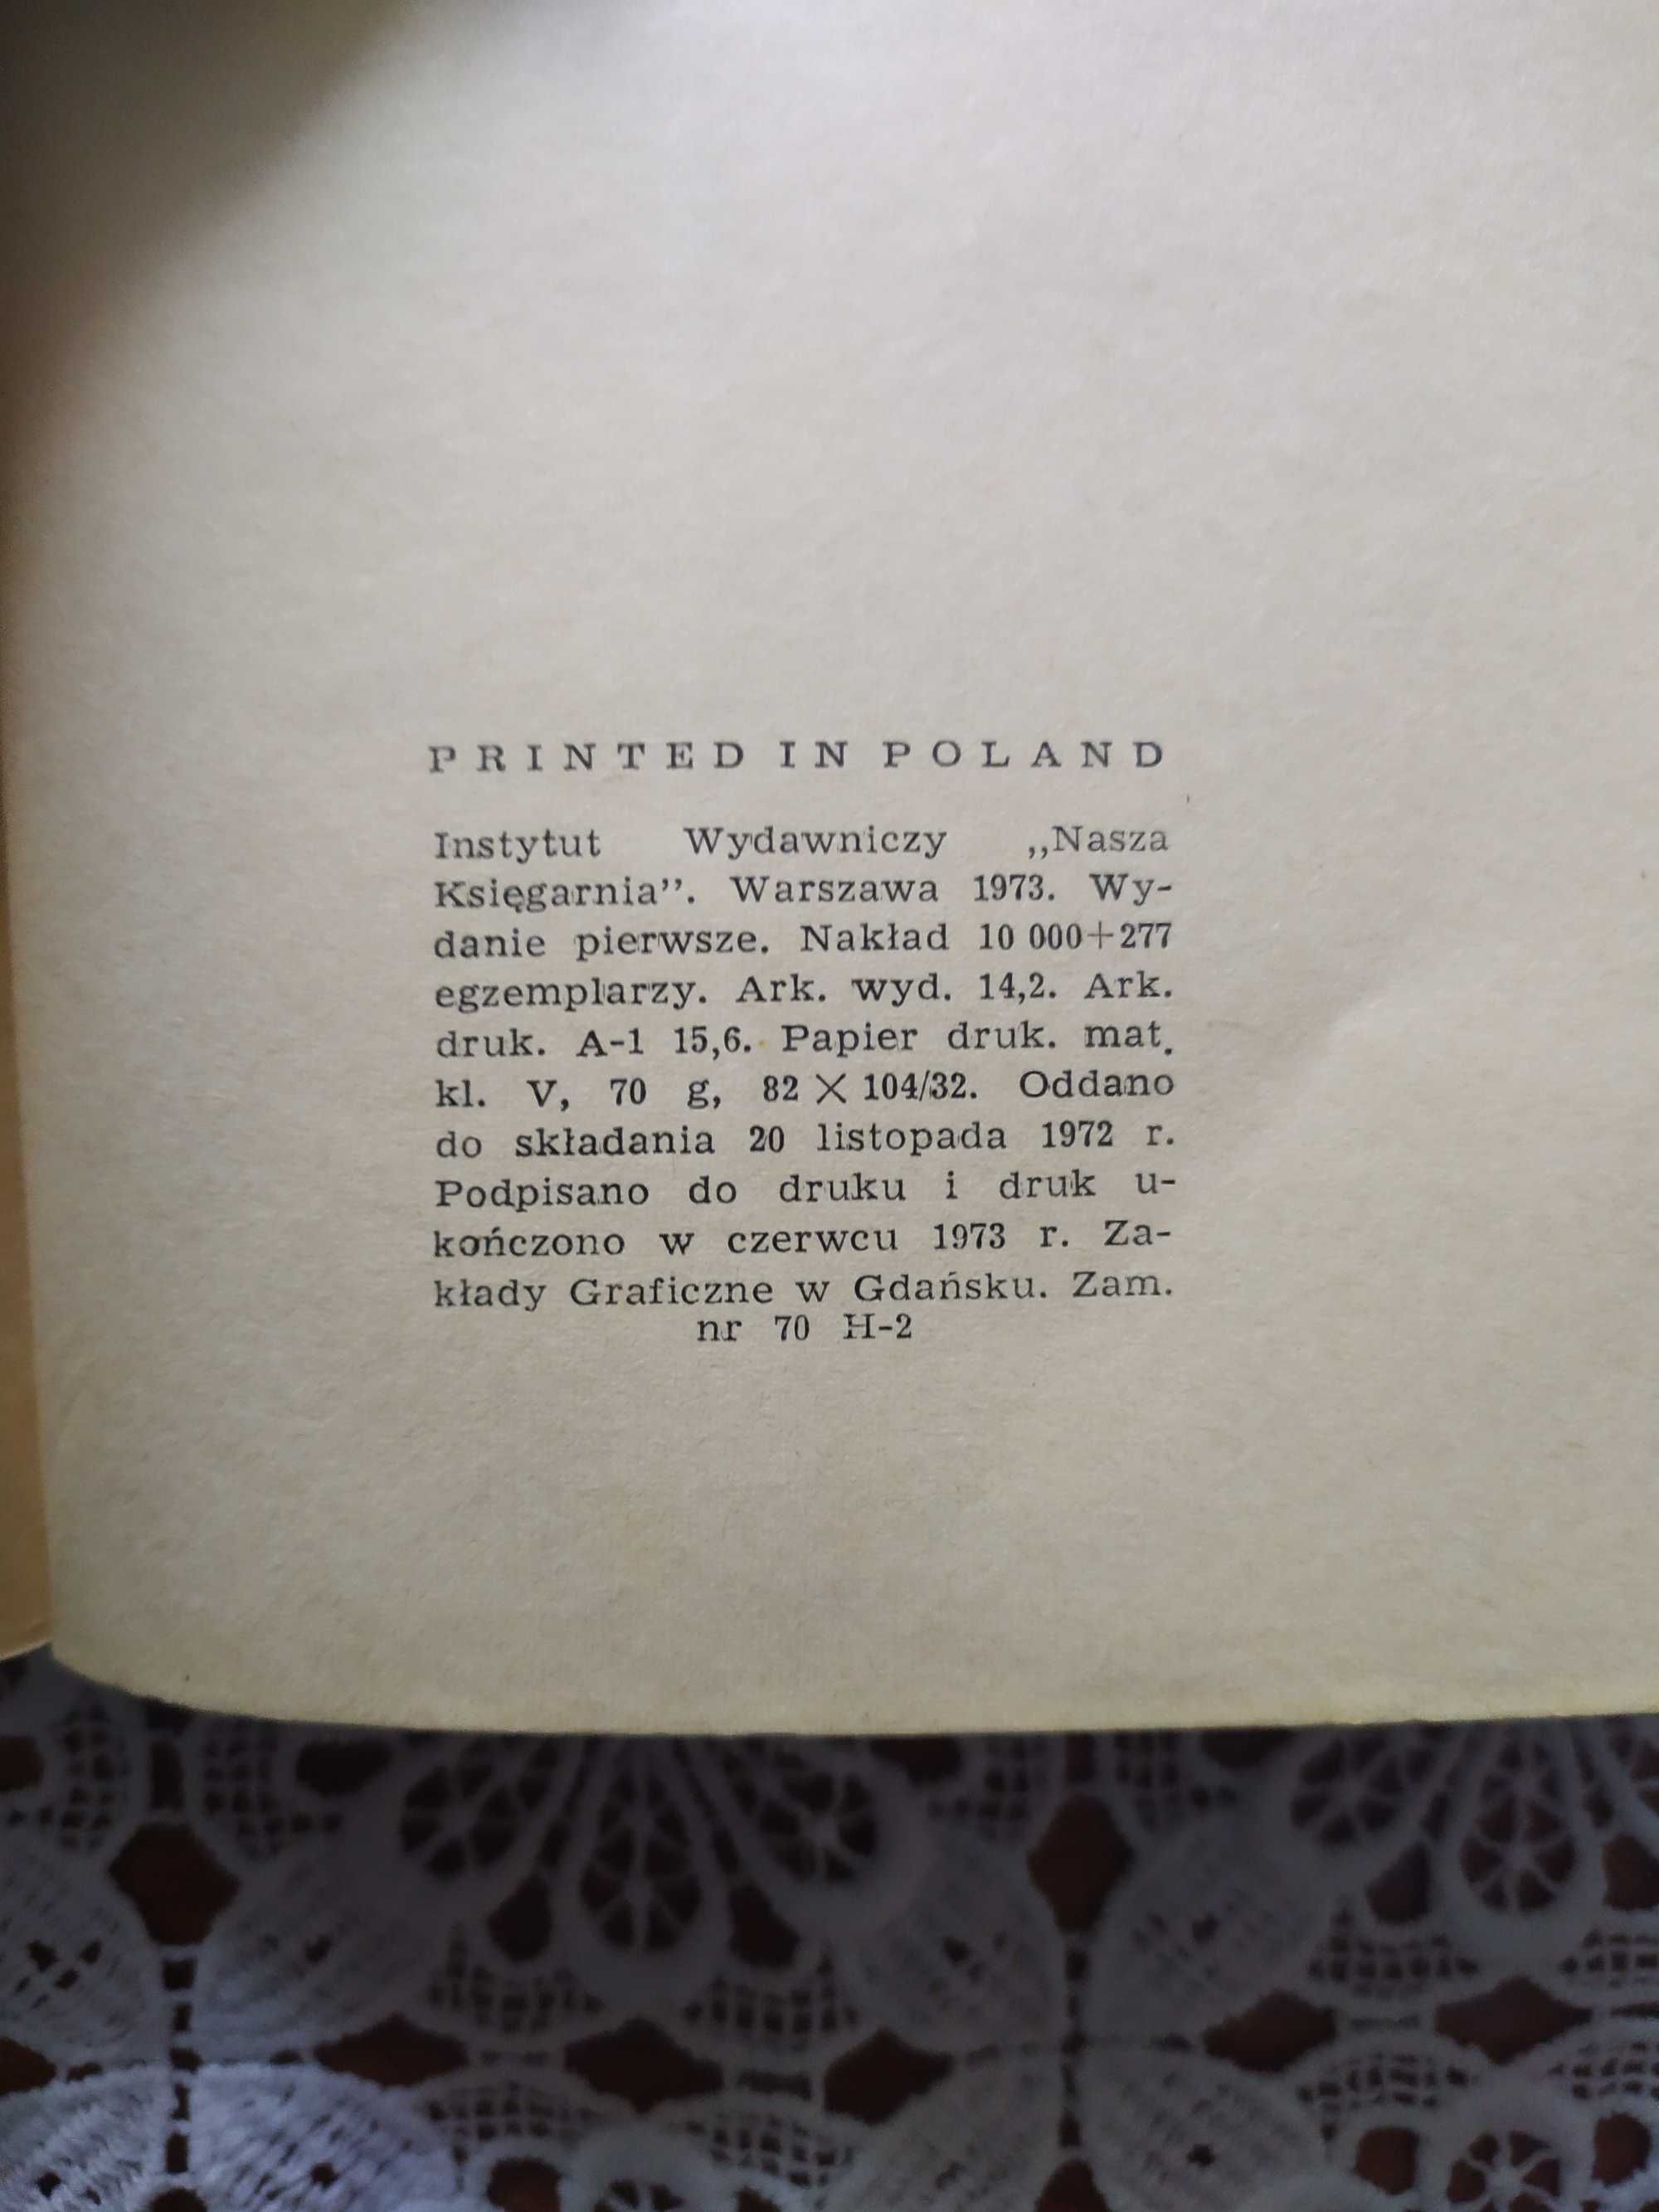 PRINTED IN POLAND
Instytut Wydawniczy „Nasza
Księgarnia”. Warszawa 1973. Wy-
danie pierwsze. Nakład 10 000+277
egzemplarzy. Ark. wyd. 14,2. Ark.
druk. A-1 15,6. Papier druk. mat.
kl. V, 70 g, 82 × 104/32. Oddano
do składania 20 listopada 1972 r.
Podpisano do druku i druk u-
kończono w czerwcu 1973 r. Za-
kłady Graficzne w Gdańsku. Zam.
nr 70 H-2